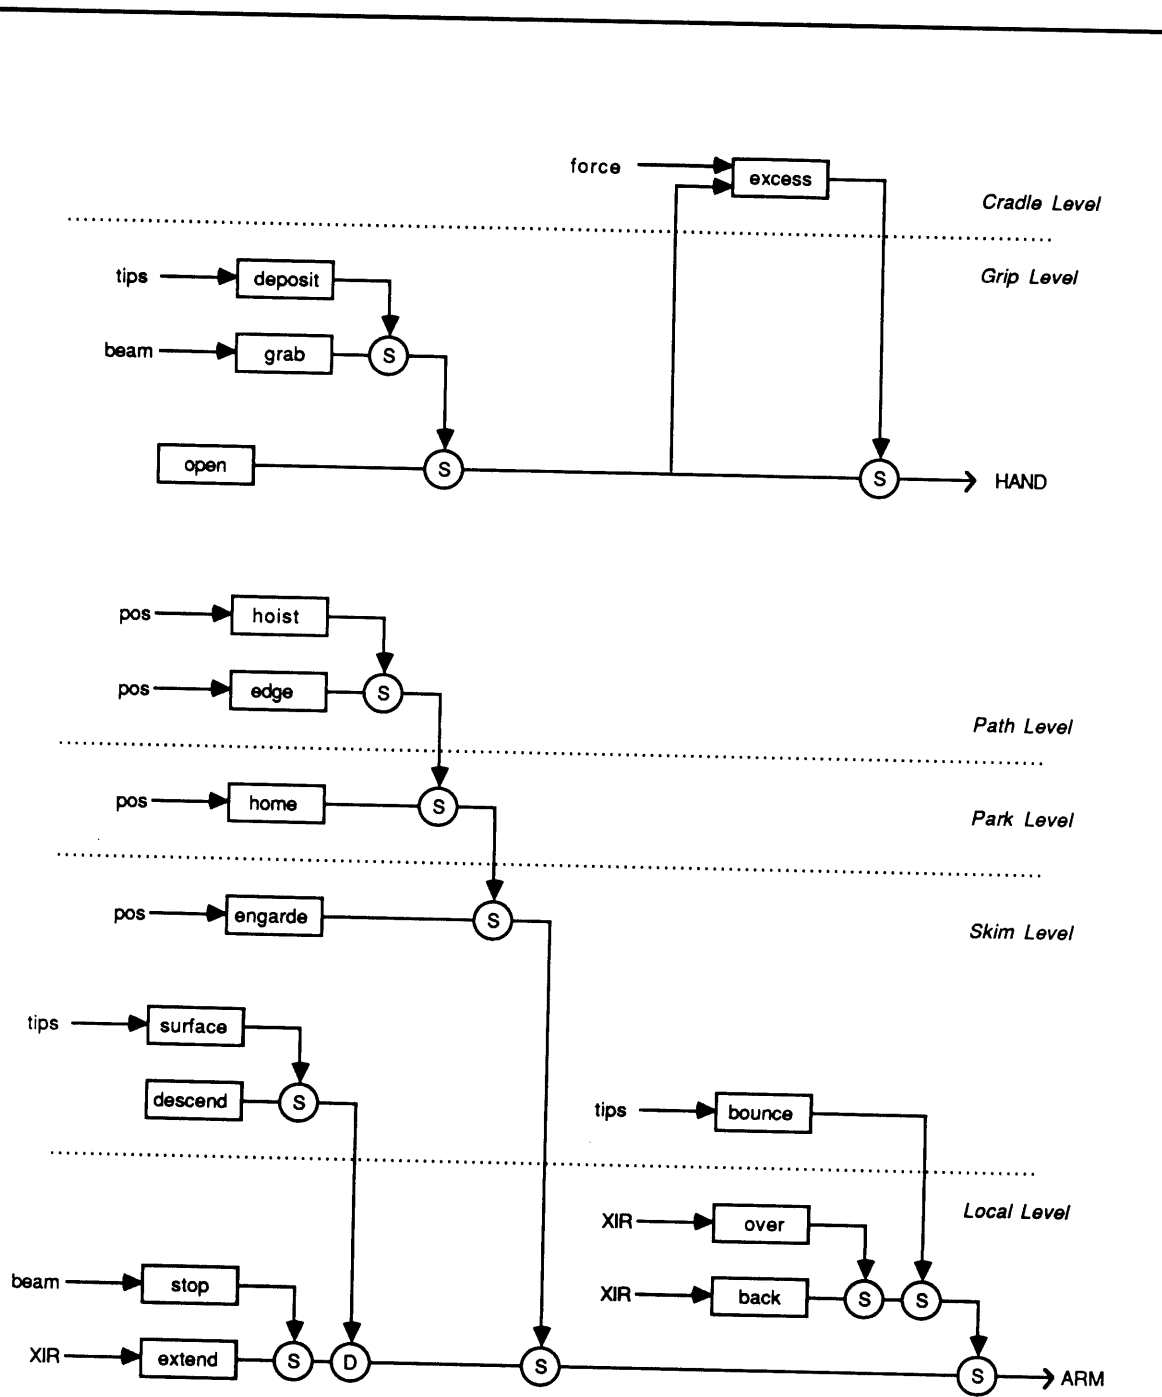 force
excess
Cradle Level
tips
deposit
Grip Level
beam
grab
S
open
S
S
HAND
pos
hoist
pos
edge
S
Path Level
pos
home
S
Park Level
pos
engarde
S
Skim Level
tips
surface
descend
S
tips
bounce
XIR
over
Local Level
beam
stop
XIR
back
S
S
XIR
extend
S
D
S
S
ARM